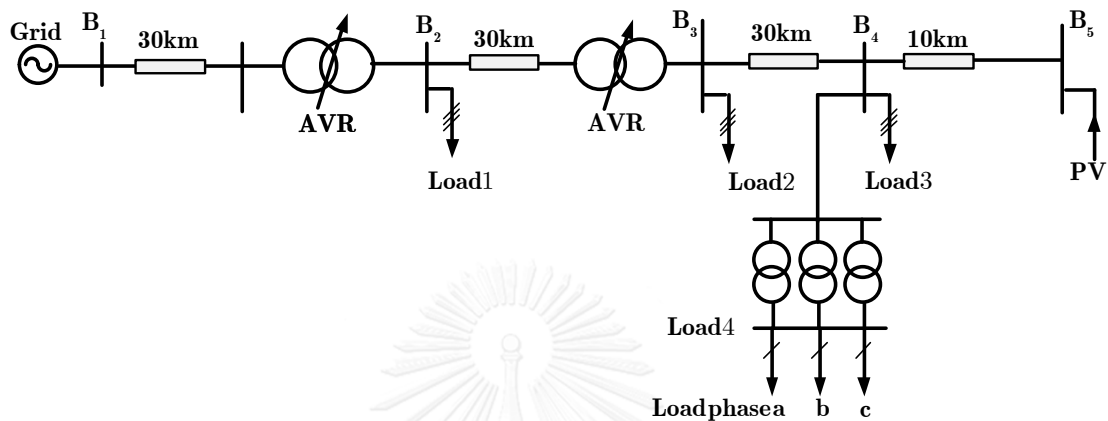 Grid
B1
30km
AVR
B2
30km
AVR
B3
30km
B4
10km
B5
Load1
Load2
Load3
PV
Load4
Loadphasea b c